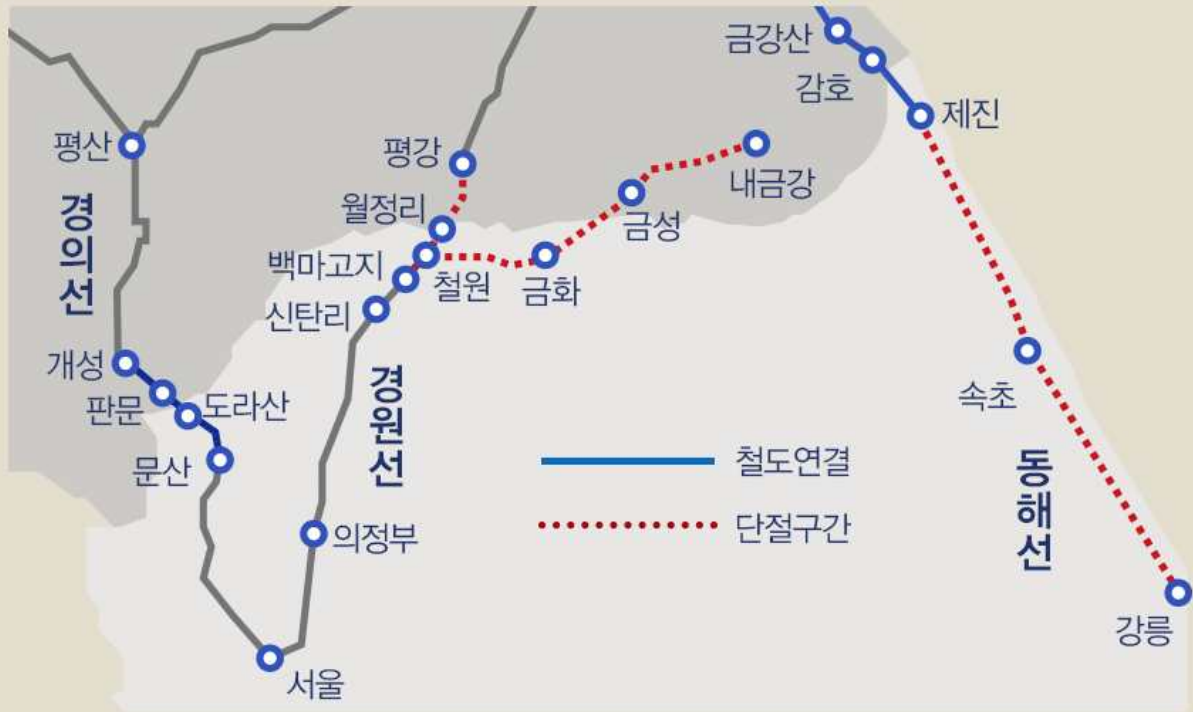 금강산
감호
제진
평산
평강
내금강
월정리
금성
경의선
백마고지
철원
금화
신탄리
개성
판문
도라산
경원선
속초
문산
철도연결
동해선
단절구간
의정부
강릉
서울